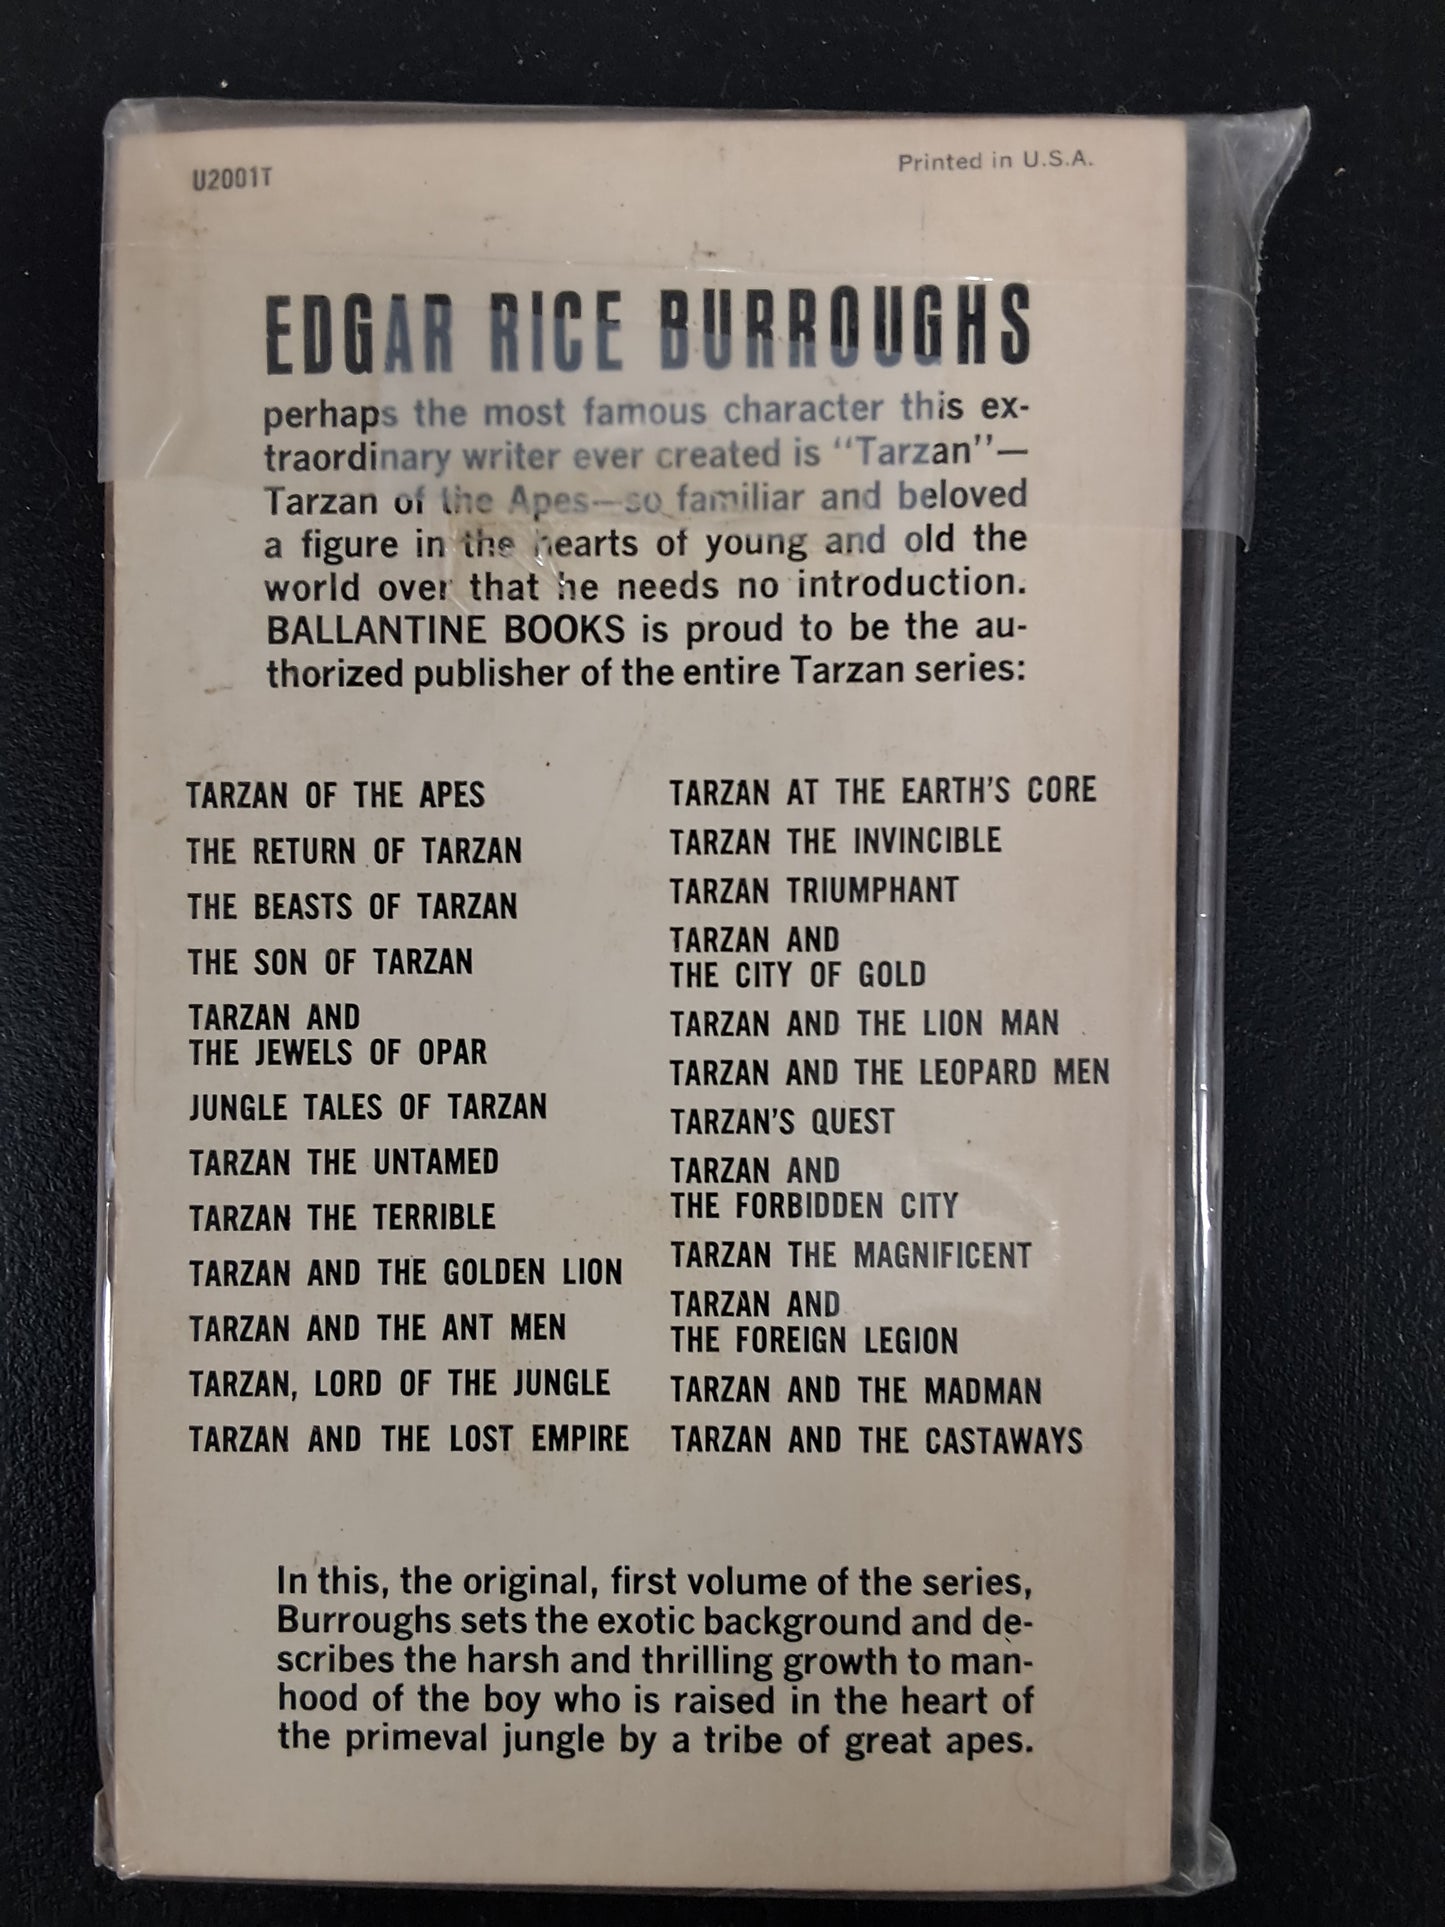 U2001T
Printed in U.S.A.
EDGAR RICE BURROUGHS
perhaps the most famous character this ex-
traordinary writer ever created is "Tarzan"—
Tarzan of the Apes—so familiar and beloved
a figure in the hearts of young and old the
world over that he needs no introduction.
BALLANTINE BOOKS is proud to be the au-
thorized publisher of the entire Tarzan series:
TARZAN OF THE APES
THE RETURN OF TARZAN
THE BEASTS OF TARZAN
THE SON OF TARZAN
TARZAN AND
THE JEWELS OF OPAR
JUNGLE TALES OF TARZAN
TARZAN THE UNTAMED
TARZAN THE TERRIBLE
TARZAN AND THE GOLDEN LION
TARZAN AND THE ANT MEN
TARZAN, LORD OF THE JUNGLE
TARZAN AND THE LOST EMPIRE
TARZAN AT THE EARTH'S CORE
TARZAN THE INVINCIBLE
TARZAN TRIUMPHANT
TARZAN AND
THE CITY OF GOLD
TARZAN AND THE LION MAN
TARZAN AND THE LEOPARD MEN
TARZAN'S QUEST
TARZAN AND
THE FORBIDDEN CITY
TARZAN THE MAGNIFICENT
TARZAN AND
THE FOREIGN LEGION
TARZAN AND THE MADMAN
TARZAN AND THE CASTAWAYS
In this, the original, first volume of the series,
Burroughs sets the exotic background and de-
scribes the harsh and thrilling growth to man-
hood of the boy who is raised in the heart of
the primeval jungle by a tribe of great apes.